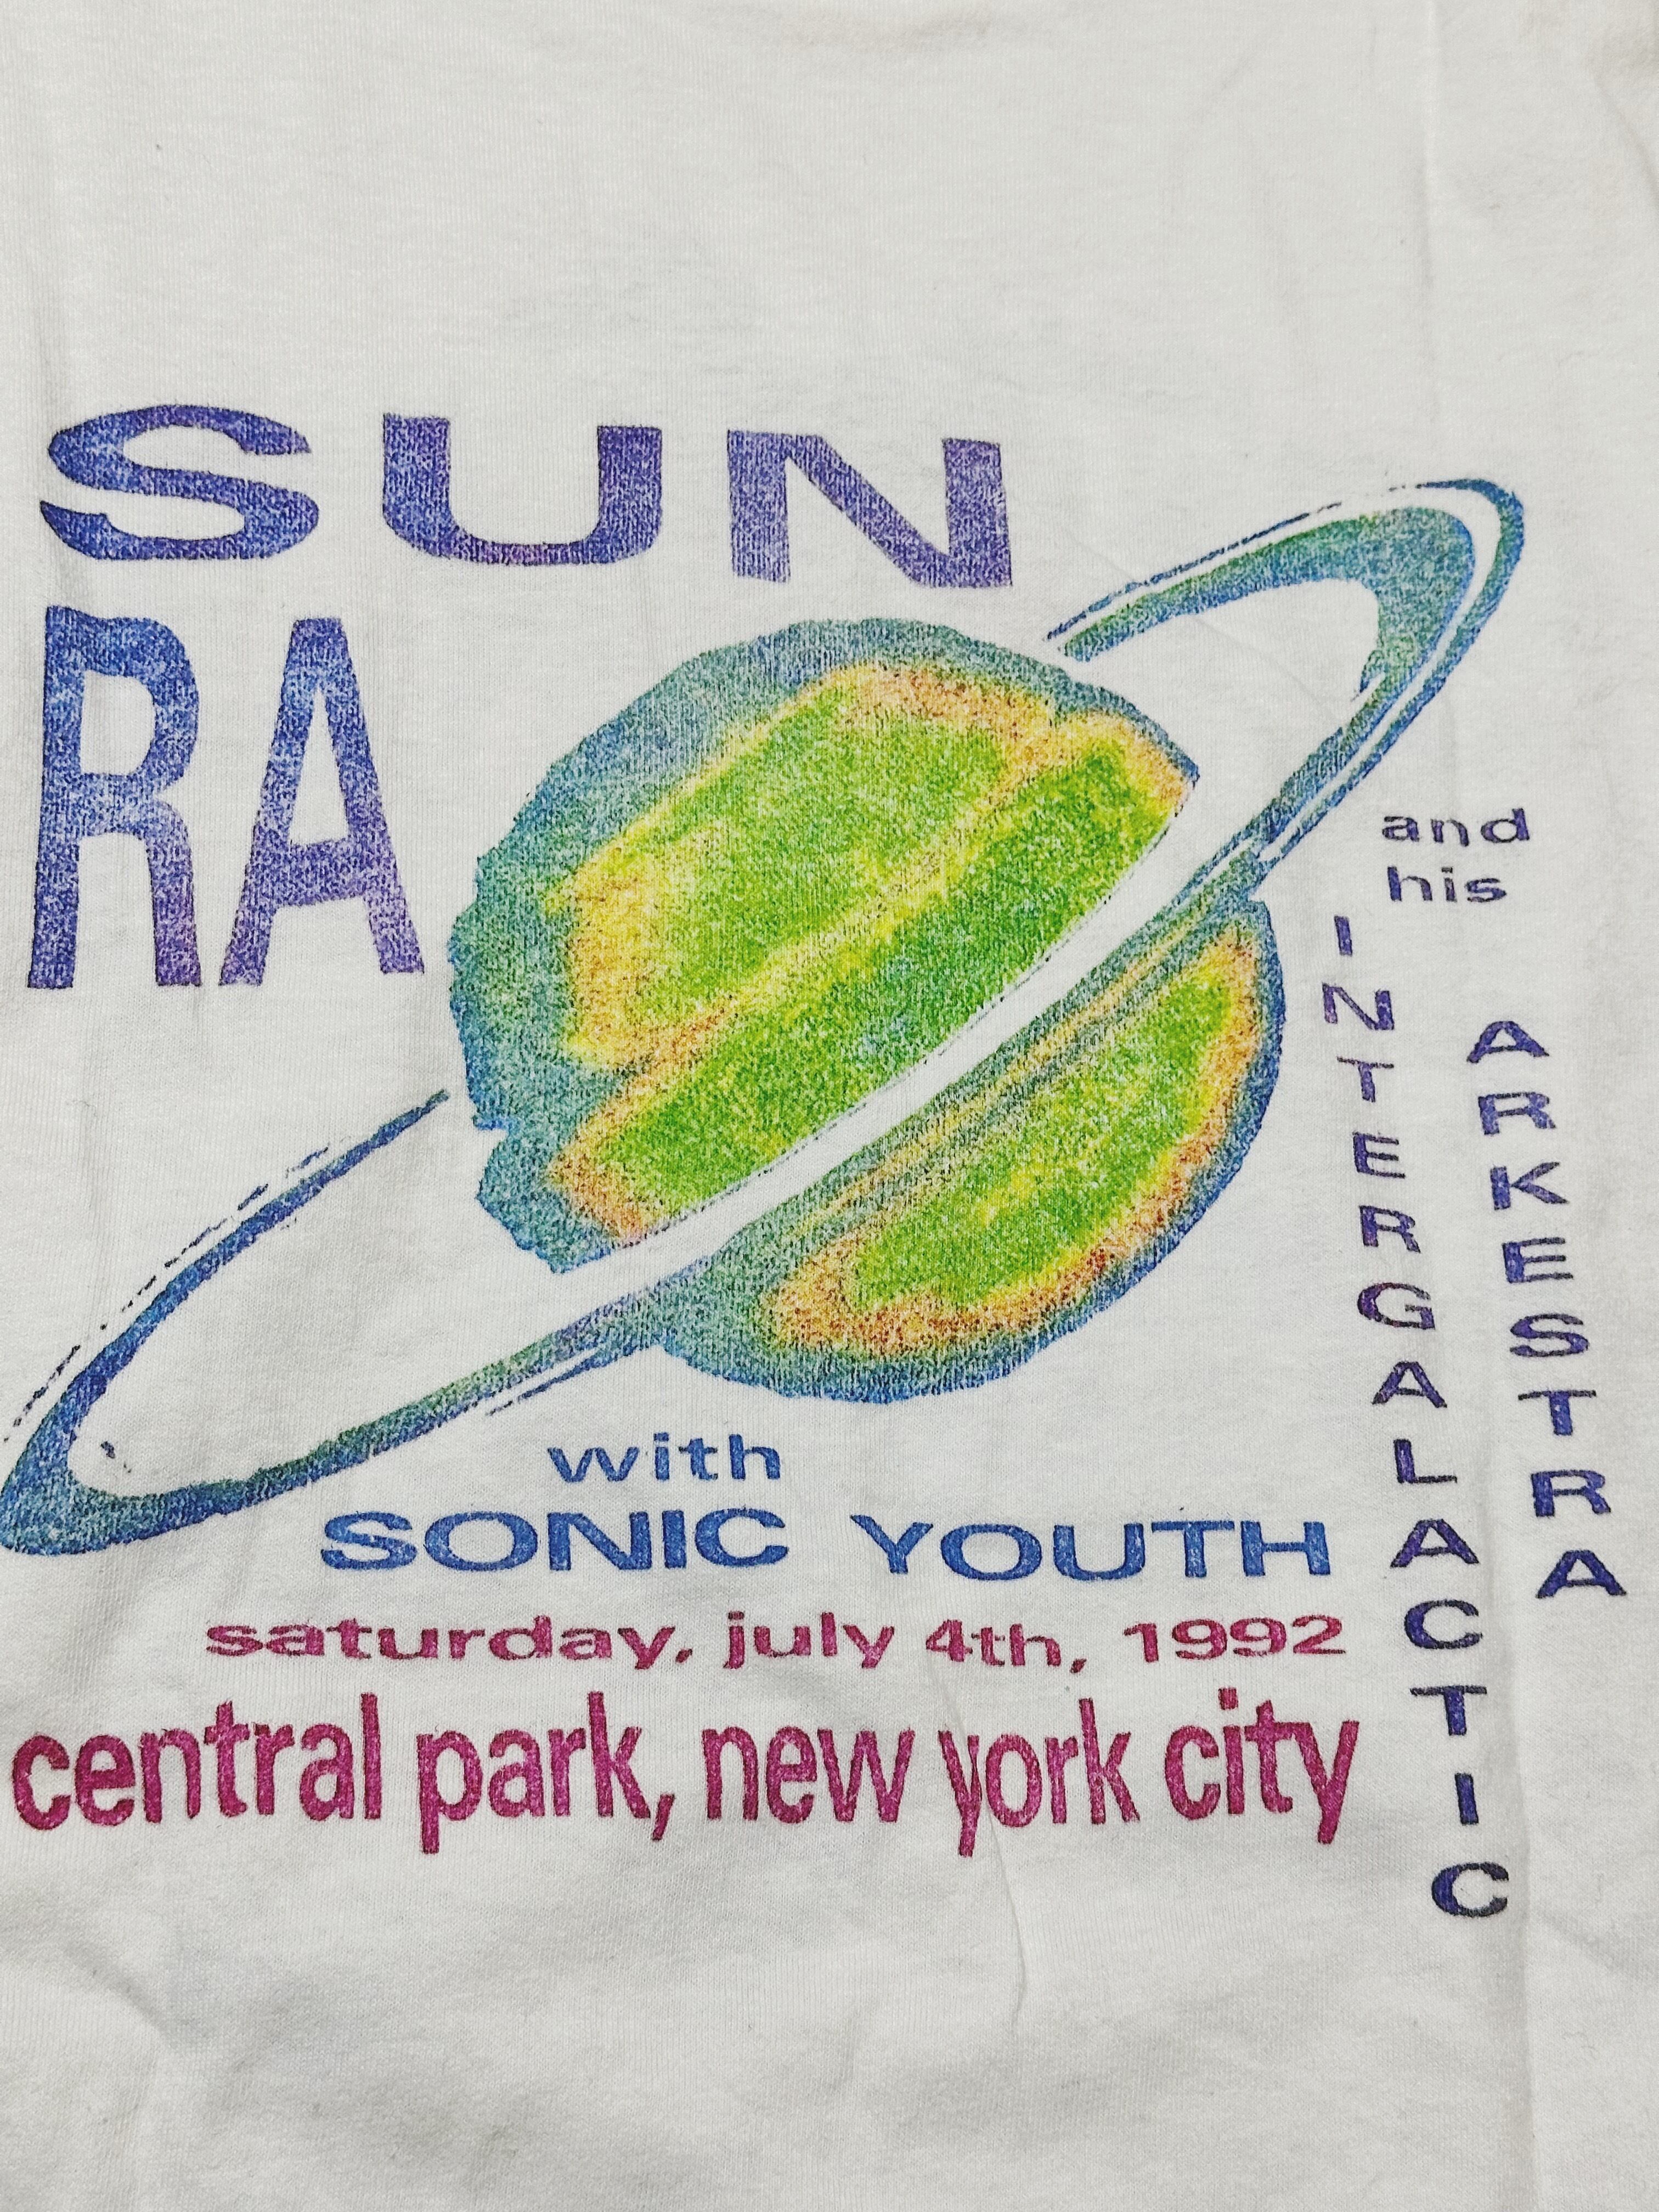 SUN
RA
and
his
INTERGALACTIC
ARKESTRA
with
SONIC YOUTH
saturday, july 4th, 1992
central park, new york city